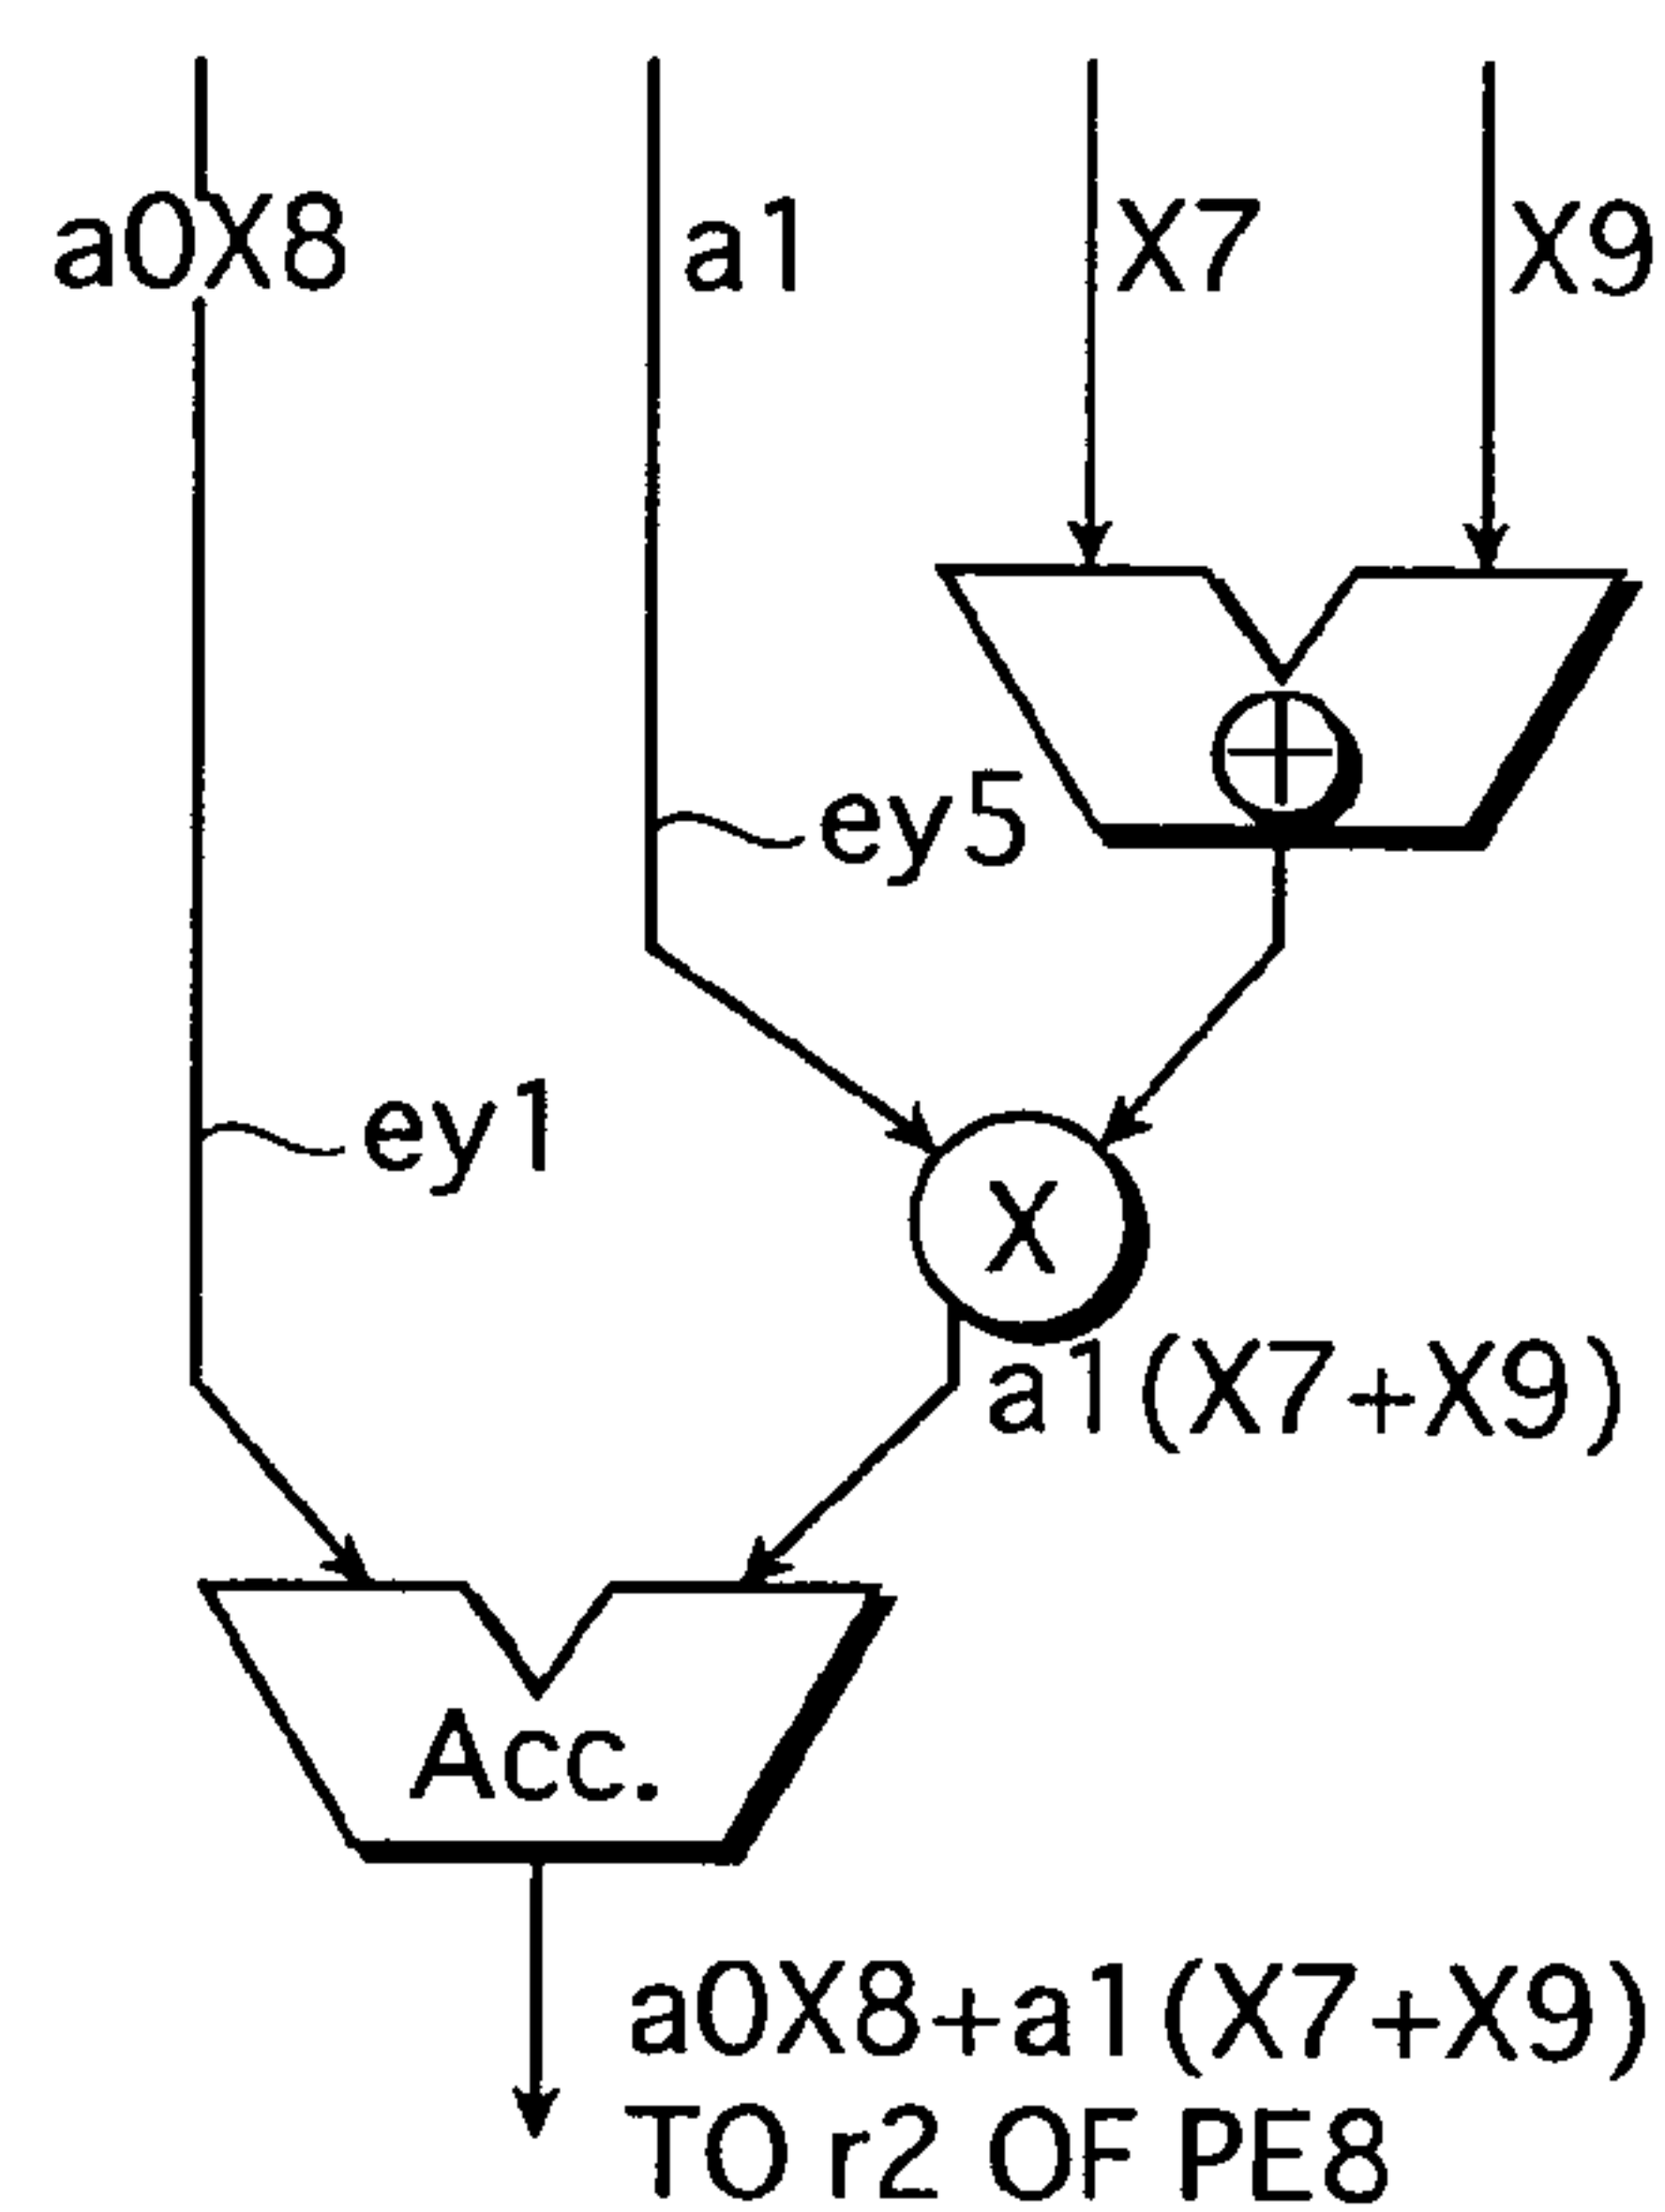 a0X8
a1
X7
X9
ey5
ey1
X
a1(X7+X9)
Acc.
a0X8+a1(X7+X9)
TO r2 OF PE8